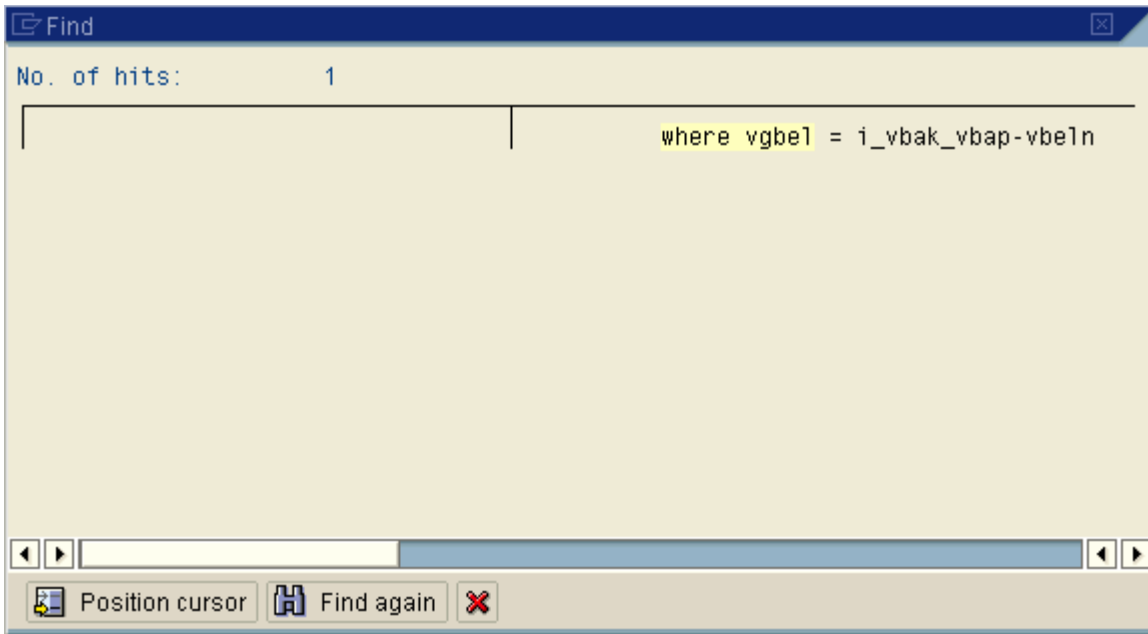 Find
No. of hits: 1
where vgbel = i_vbak_vbap-vbeln
Position cursor Find again